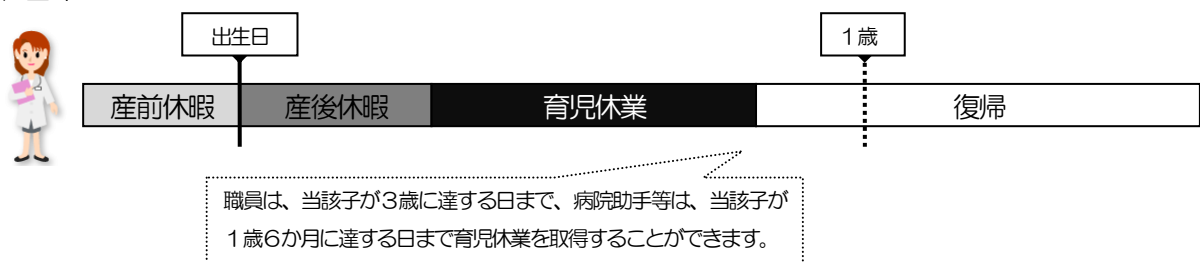 出生日
１歳
産前休暇
産後休暇
育児休業
復帰
職員は、当該子が３歳に達する日まで、病院助手等は、当該子が
１歳６か月に達する日まで育児休業を取得することができます。